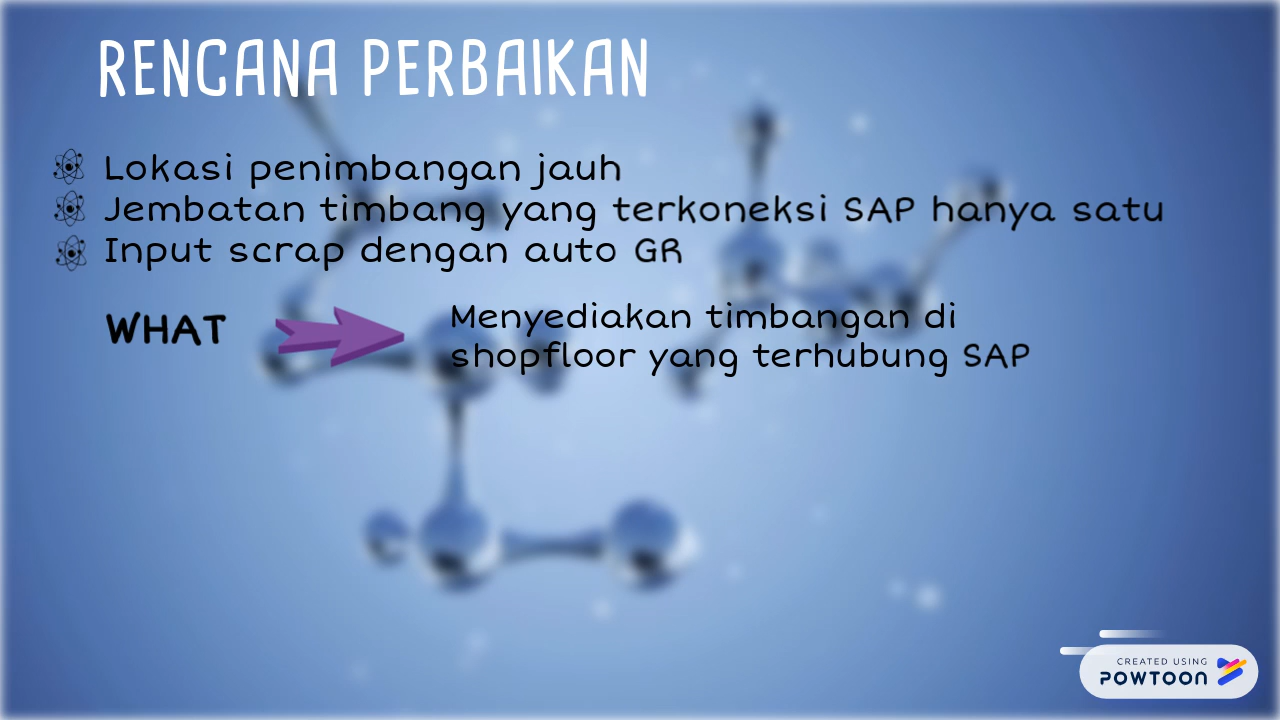 RENCANA PERBAIKAN
Lokasi penimbangan jauh
Jembatan timbang yang terkoneksi SAP hanya satu
Input scrap dengan auto GR
WHAT
Menyediakan timbangan di
shopfloor yang terhubung SAP
CREATED USING
POWTOON